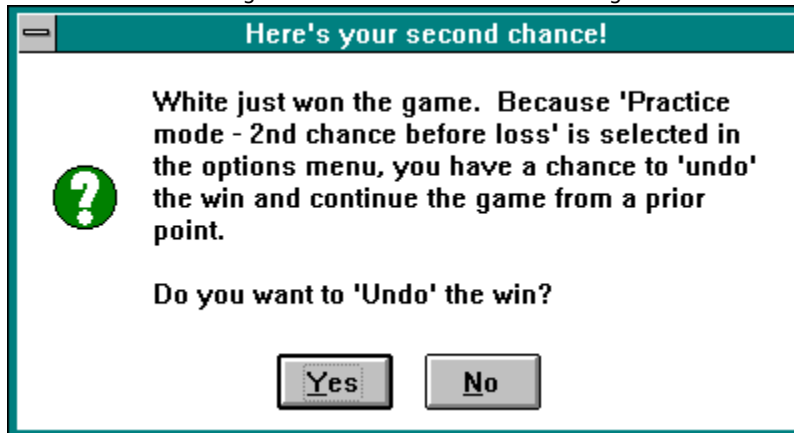 Here's your second chance!
White just won the game. Because 'Practice
mode - 2nd chance before loss' is selected in
the options menu, you have a chance to 'undo'
the win and continue the game from a prior
point.
Do you want to 'Undo' the win?
Yes
No